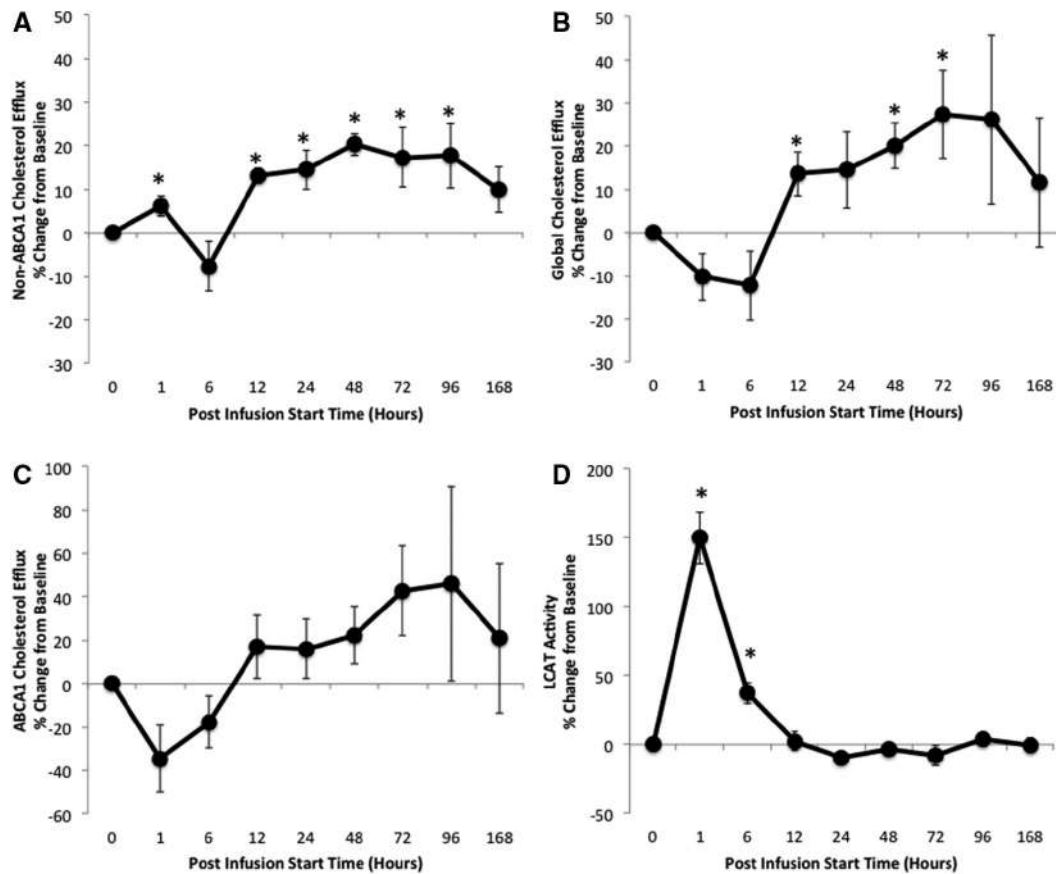 A
Non-ABCA1 Cholesterol Efflux
% Change from Baseline
50
40
30
20
10
0
-10
-20
-30
*
*
*
*
*
*
0 1 6 12 24 48 72 96 168
Post Infusion Start Time (Hours)
B
Global Cholesterol Efflux
% Change from Baseline
50
40
30
20
10
0
-10
-20
-30
*
*
*
0 1 6 12 24 48 72 96 168
Post Infusion Start Time (Hours)
C
ABCA1 Cholesterol Efflux
% Change from Baseline
100
80
60
40
20
0
-20
-40
-60
0 1 6 12 24 48 72 96 168
Post Infusion Start Time (Hours)
D
LCAT Activity
% Change from Baseline
200
150
100
50
0
-50
*
*
0 1 6 12 24 48 72 96 168
Post Infusion Start Time (Hours)